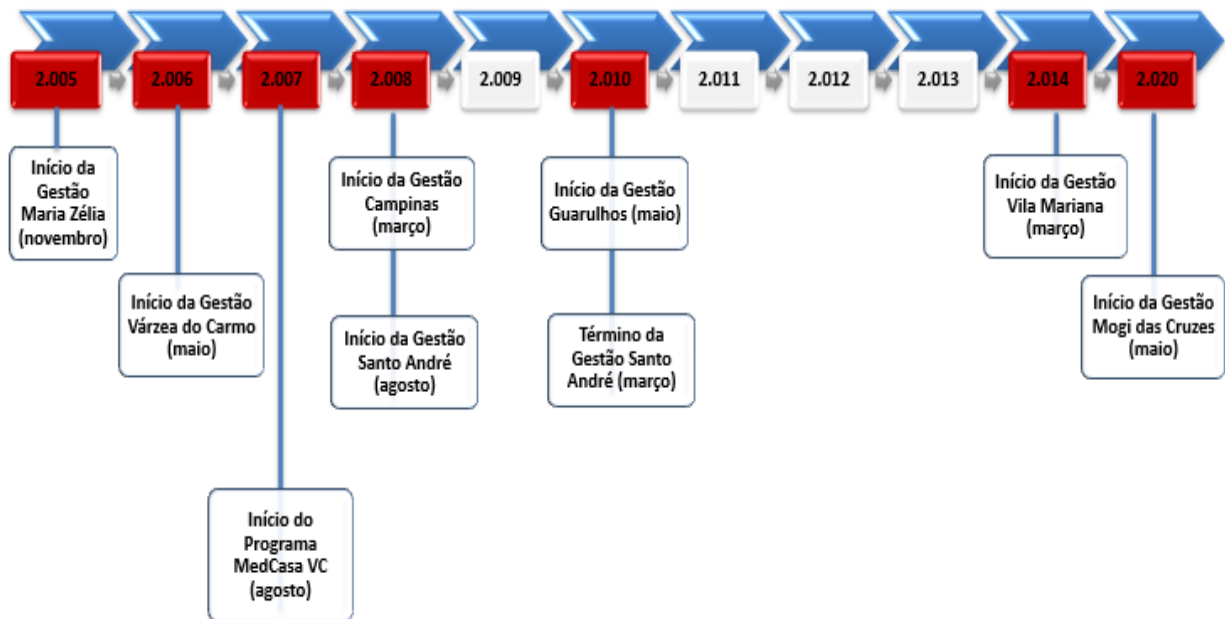 2.005
2.006
2.007
2.008
2.009
2.010
2.011
2.012
2.013
2.014
2.020
Início da
Gestão
Maria Zélia
(novembro)
Início da Gestão
Várzea do Carmo
(maio)
Início do
Programa
MedCasa VC
(agosto)
Início da Gestão
Campinas
(março)
Início da Gestão
Santo André
(agosto)
Início da Gestão
Guarulhos (maio)
Término da
Gestão Santo
André (março)
Início da Gestão
Vila Mariana
(março)
Início da Gestão
Mogi das Cruzes
(maio)